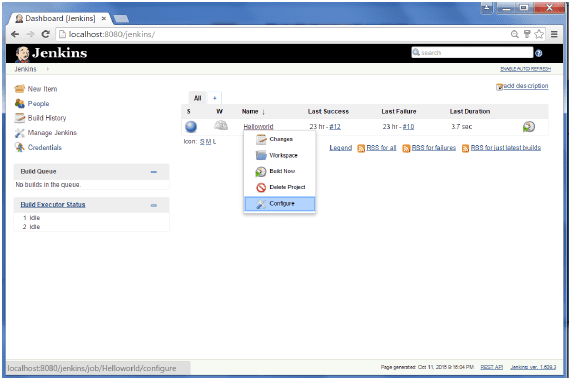 Dashboard [Jenkins]
localhost:8080/jenkins/
Jenkins
search
Jenkins
ENABLE AUTO REFRESH
New Item
People
Build History
Manage Jenkins
Credentials
add description
All +
S W Name ↓ Last Success Last Failure Last Duration
Helloworld 23 hr - #12 23 hr - #10 3.7 sec
Icon: S M L
Legend RSS for all RSS for failures RSS for just latest builds
Changes
Workspace
Build Now
Delete Project
Configure
Build Queue
No builds in the queue.
Build Executor Status
1 Idle
2 Idle
localhost:8080/jenkins/job/Helloworld/configure
Page generated: Oct 11, 2015 9:16:04 PM REST API Jenkins ver. 1.609.3